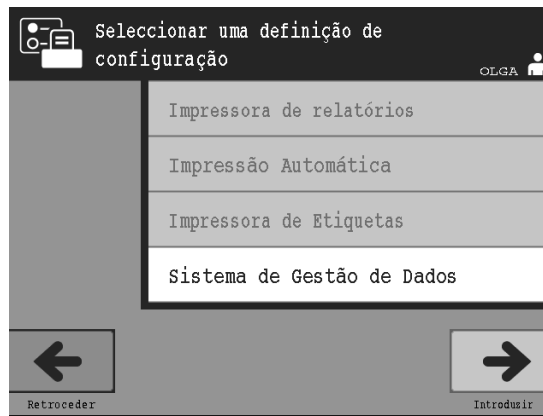 Seleccionar uma definição de
configuração
OLGA
Impressora de relatórios
Impressão Automática
Impressora de Etiquetas
Sistema de Gestão de Dados
Retroceder
Introduzir